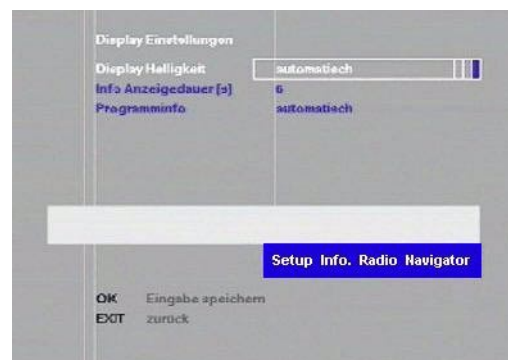 Display Einstellungen
Display Helligkeit automatisch
Info Anzeigedauer [s] 6
Programminfo automatisch
Setup Info. Radio Navigator
OK Eingabe speichern
EXIT zurück